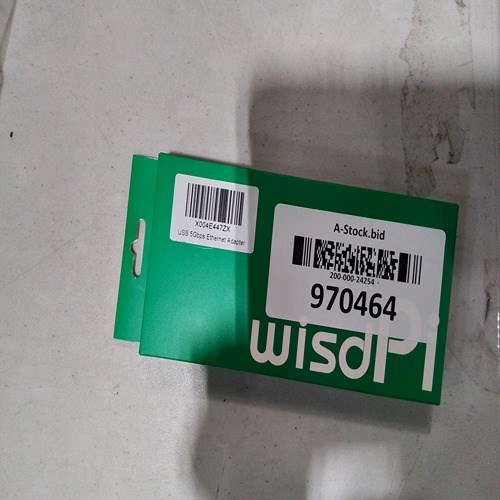 X004E447ZX
USB 5Gbps Ethernet Adapter
A-Stock.bid
200-000-24254 -
970464
wisdPi